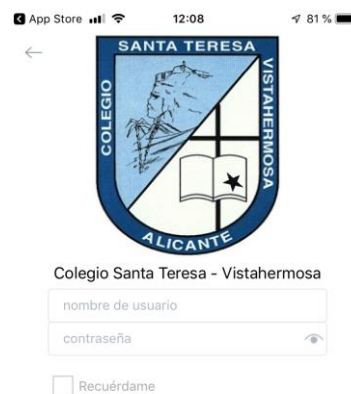 App Store 12:08 81 %
SANTA TERESA
COLEGIO
VISTAHERMOSA
ALICANTE
Colegio Santa Teresa - Vistahermosa
nombre de usuario
contraseña
Recuérdame